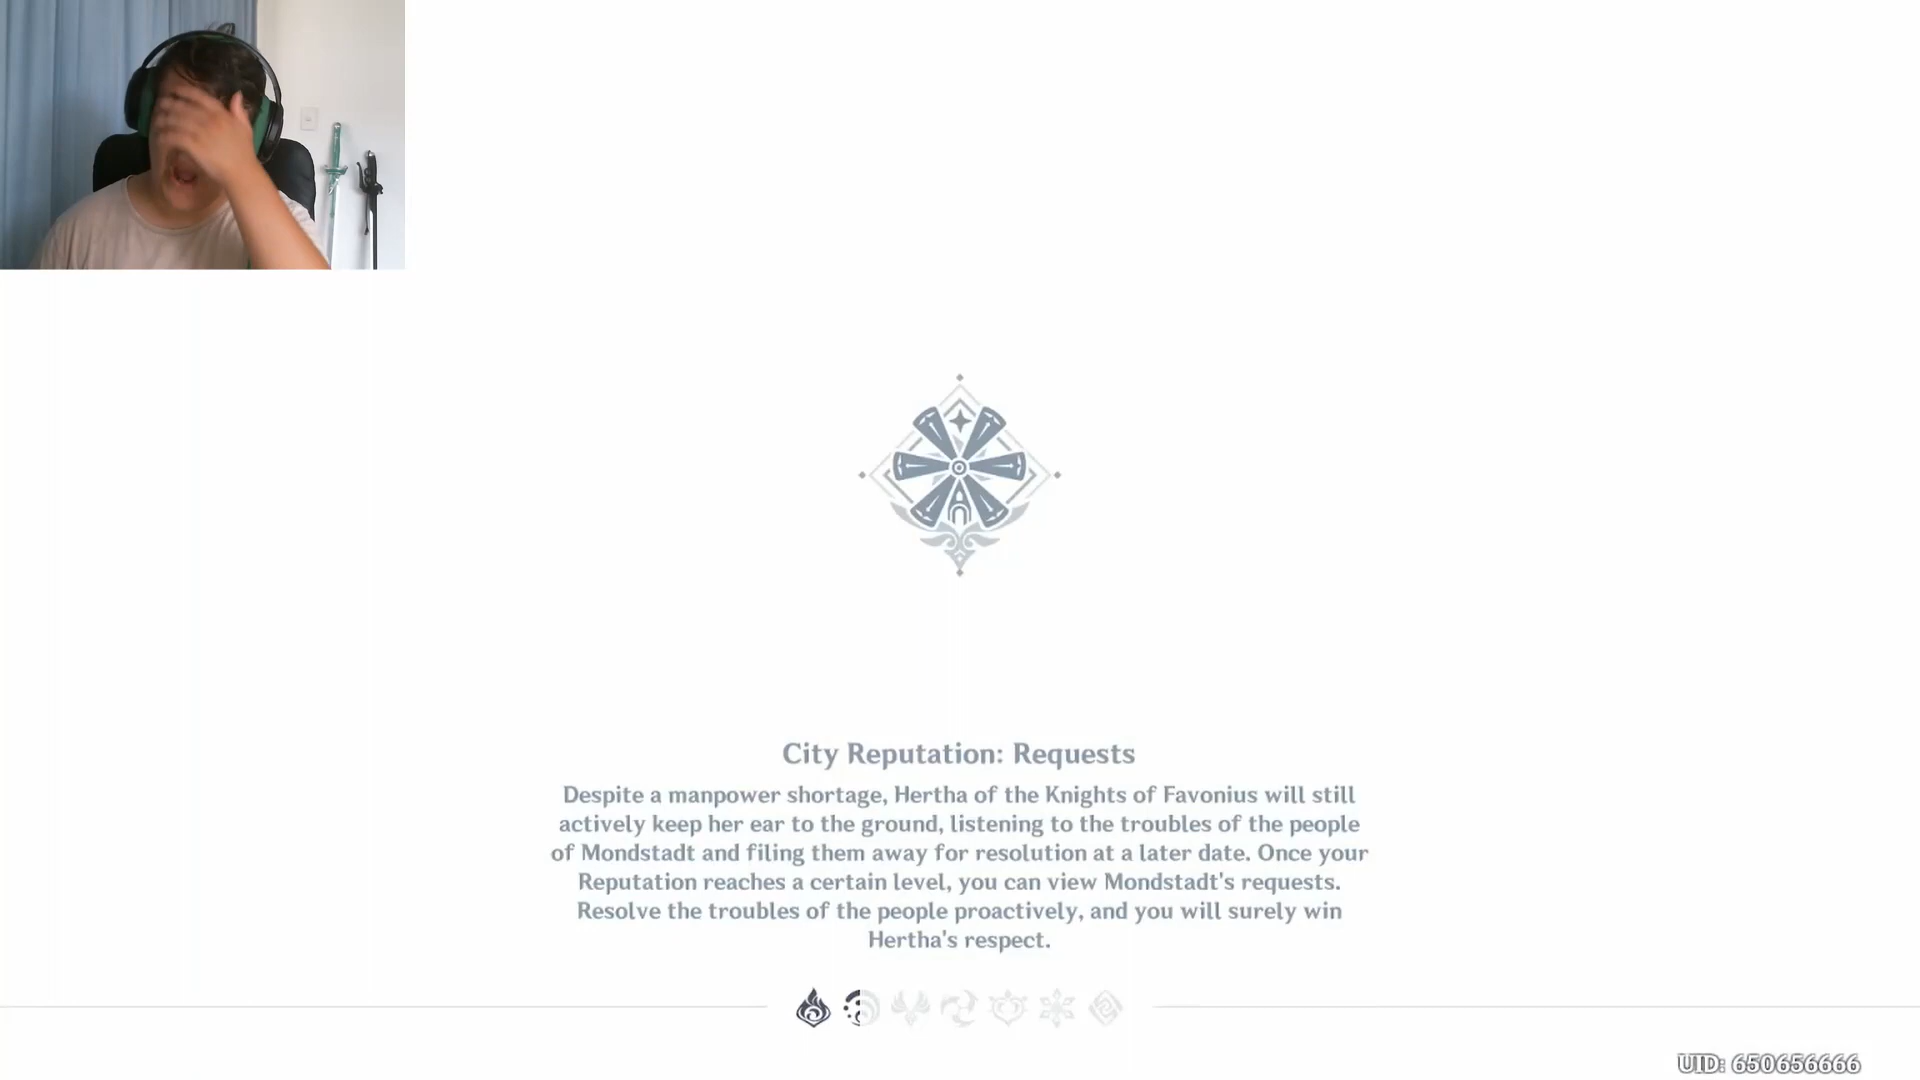 City Reputation: Requests
Despite a manpower shortage, Hertha of the Knights of Favonius will still
actively keep her ear to the ground, listening to the troubles of the people
of Mondstadt and filing them away for resolution at a later date. Once your
Reputation reaches a certain level, you can view Mondstadt's requests.
Resolve the troubles of the people proactively, and you will surely win
Hertha's respect.
UID: 650656666